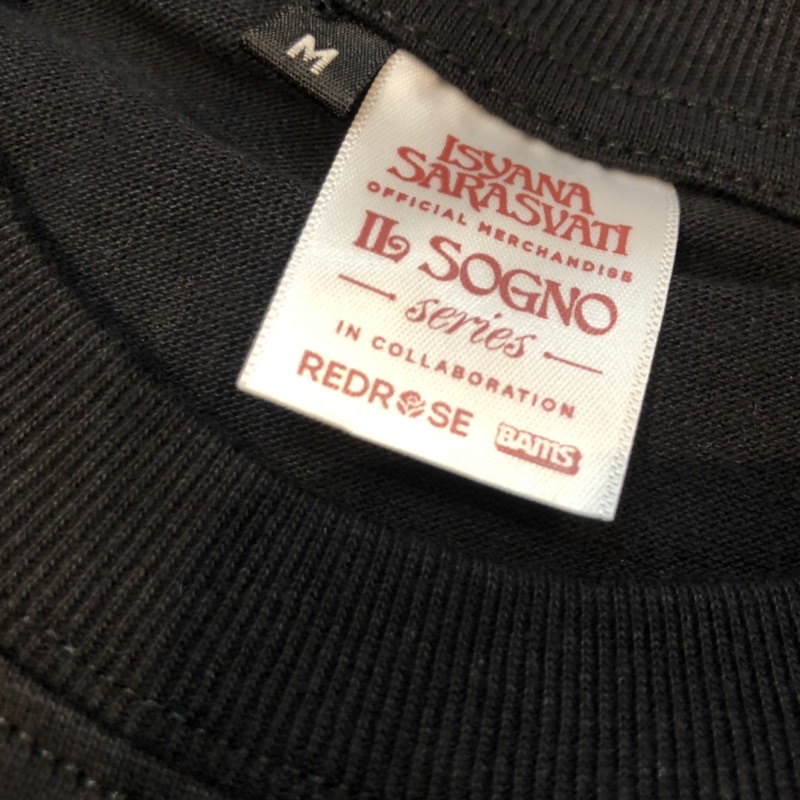 M
ISYANA
SARASVATI
OFFICIAL MERCHANDISE
IL SOGNO
series
IN COLLABORATION
REDROSE BAMS